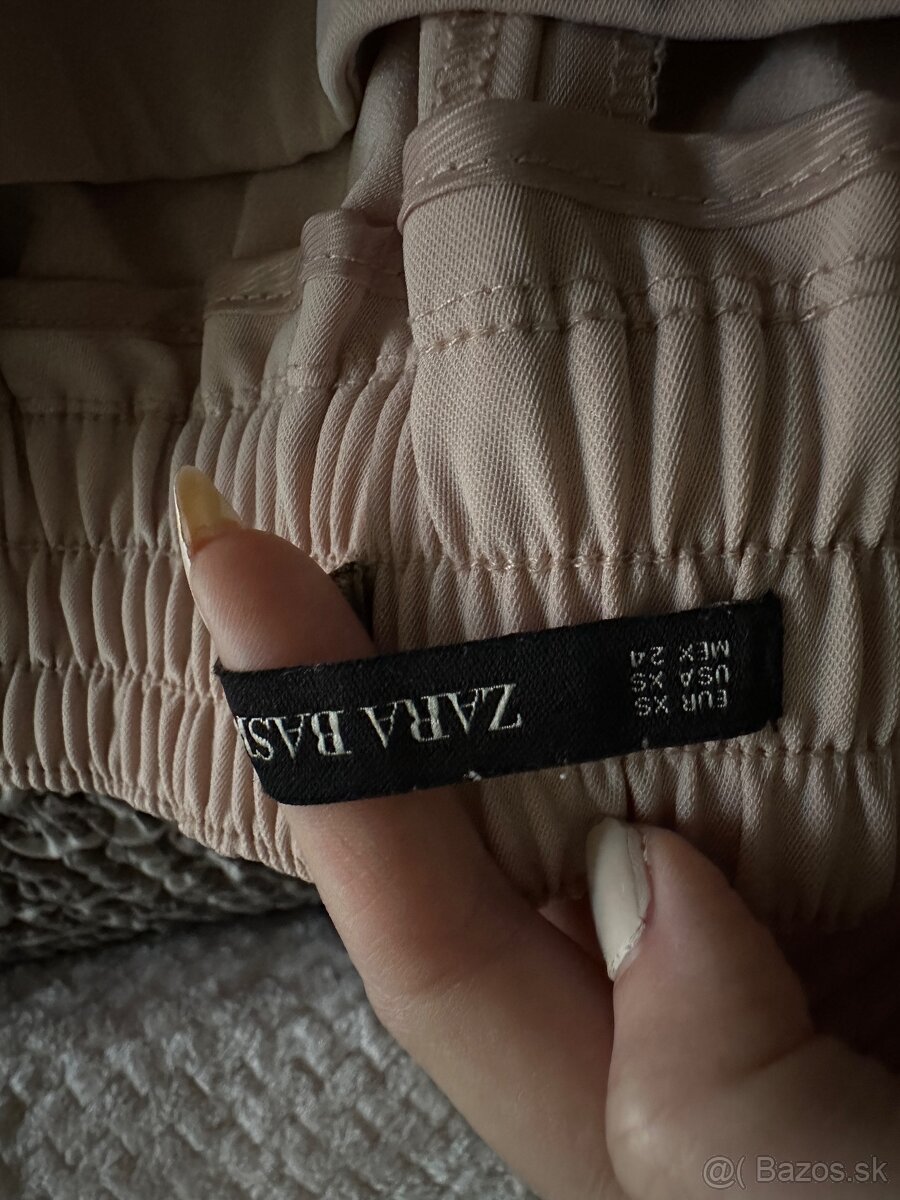 ZARA BASI
EUR XS
USA XS
MEX 24
@( Bazos.sk